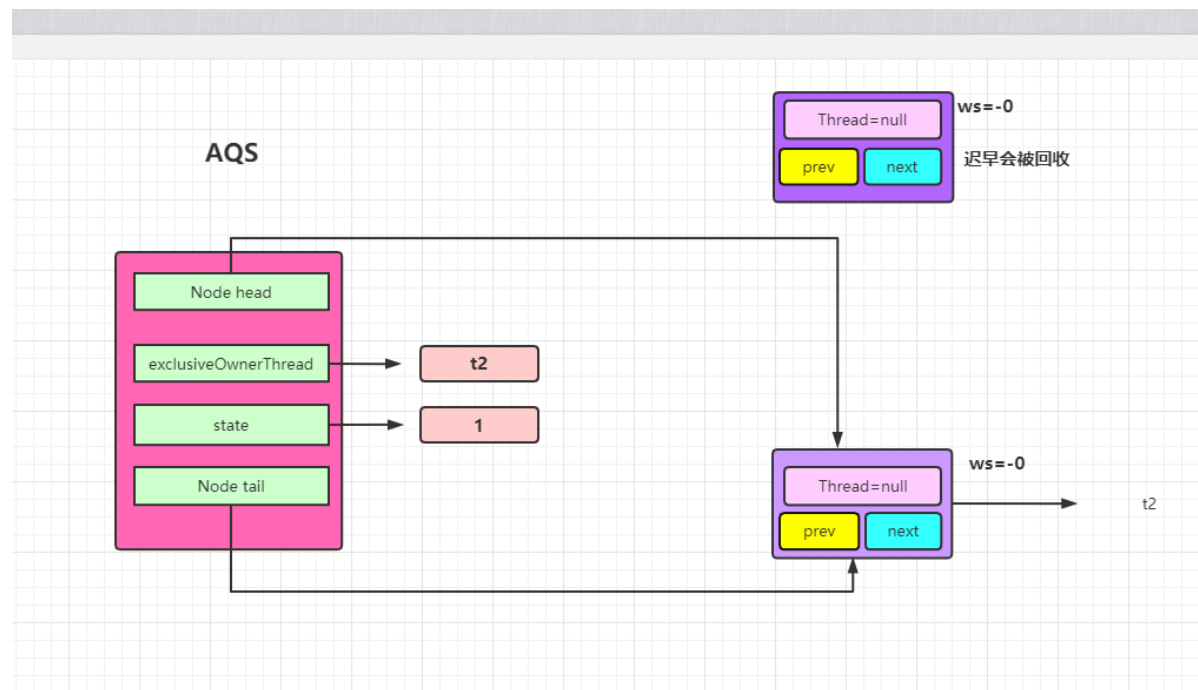 AQS
Node head
exclusiveOwnerThread
t2
state
1
Node tail
Thread=null
ws=-0
prev
next
迟早会被回收
Thread=null
ws=-0
prev
next
t2